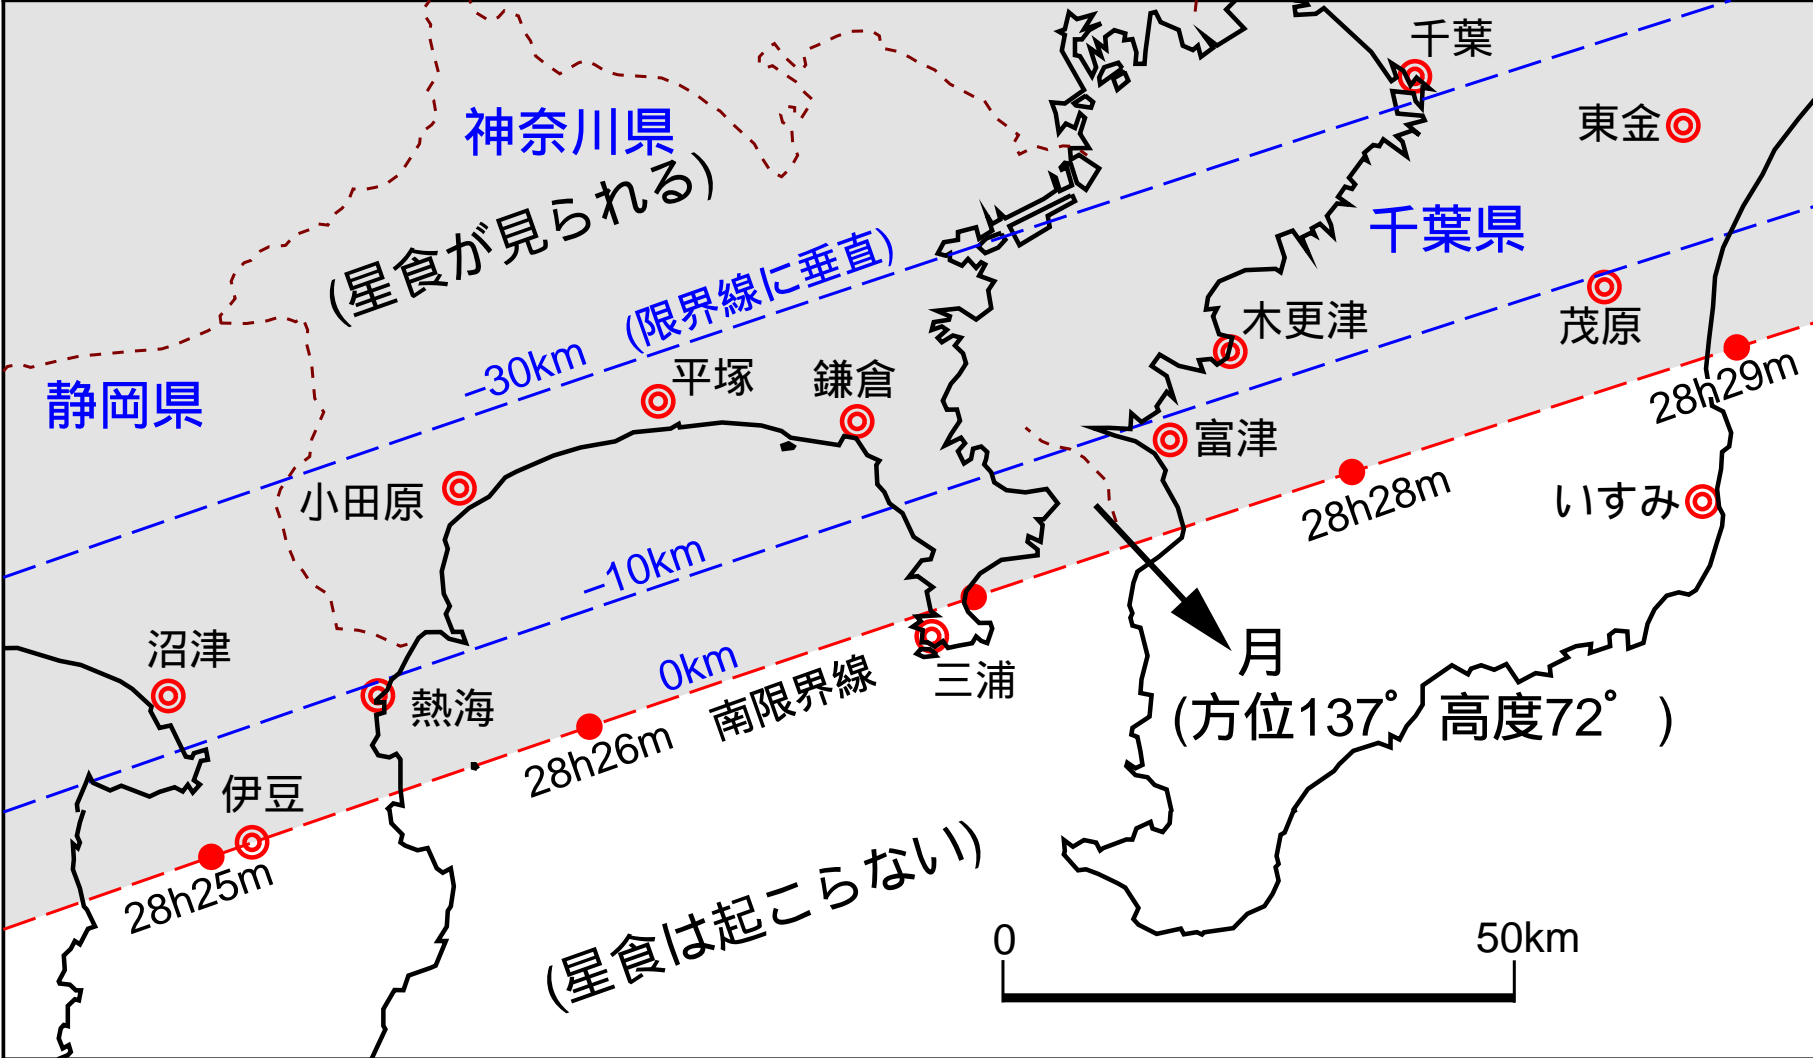 千葉
東金
神奈川県
(星食が見られる)
千葉県
(限界線に垂直)
-30km
木更津
茂原
平塚
鎌倉
静岡県
28h29m
富津
小田原
28h28m
いすみ
-10km
沼津
月
0km
三浦
熱海
南限界線
(方位137° 高度72° )
28h26m
伊豆
28h25m
(星食は起こらない)
0
50km